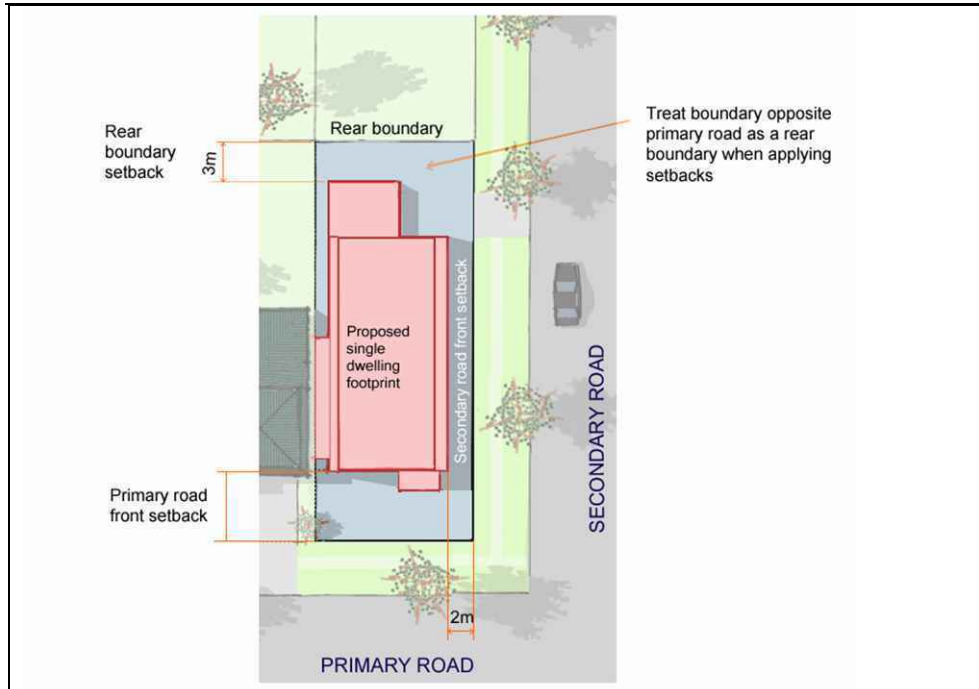 Rear
boundary
setback
3m
Rear boundary
Treat boundary opposite
primary road as a rear
boundary when applying
setbacks
Proposed
single
dwelling
footprint
Secondary road front setback
SECONDARY ROAD
Primary road
front setback
2m
PRIMARY ROAD